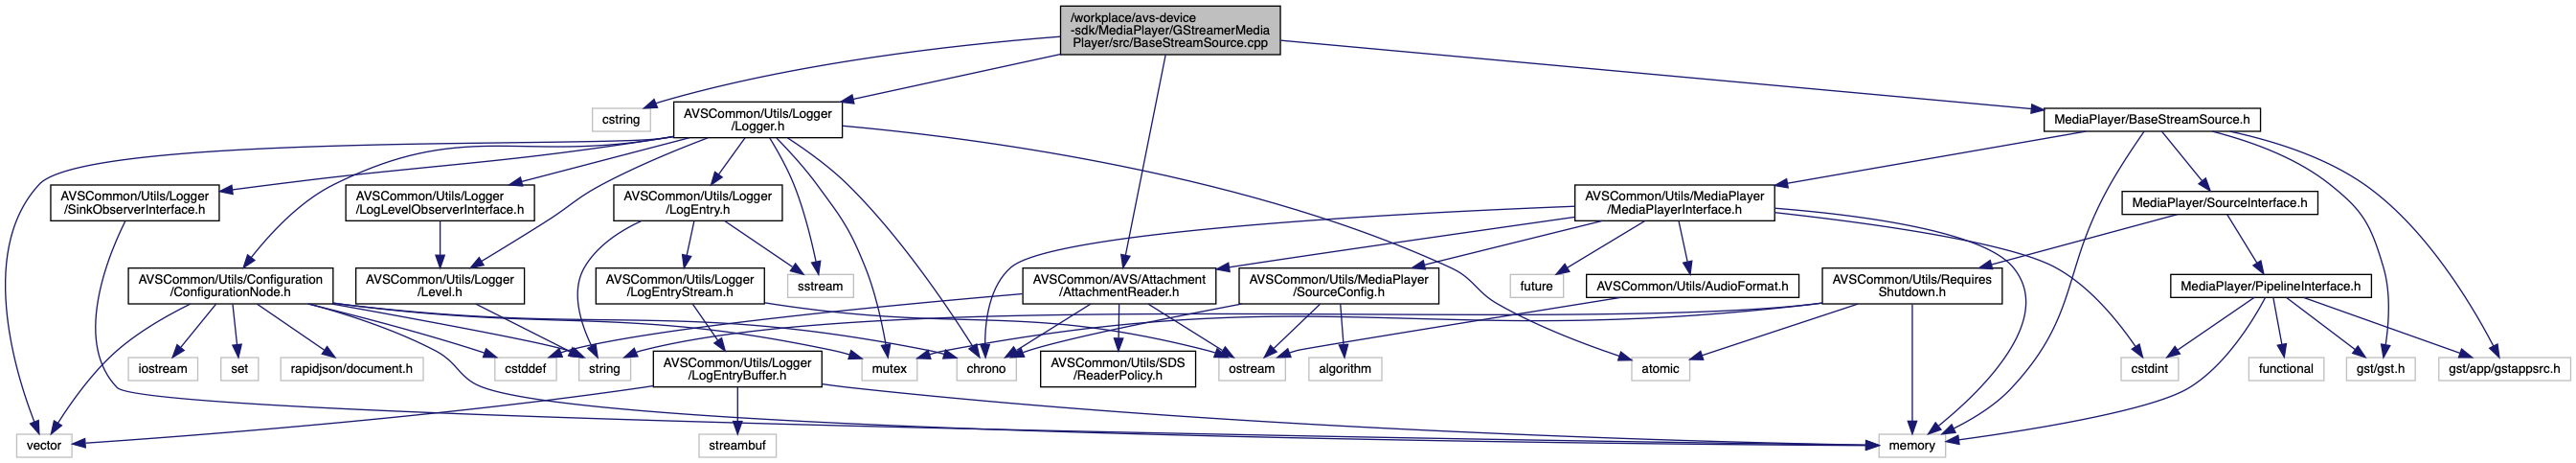 /workplace/avs-device
-sdk/MediaPlayer/GStreamerMedia
Player/src/BaseStreamSource.cpp
cstring
AVSCommon/Utils/Logger
/Logger.h
MediaPlayer/BaseStreamSource.h
AVSCommon/Utils/Logger
/SinkObserverInterface.h
AVSCommon/Utils/Logger
/LogLevelObserverInterface.h
AVSCommon/Utils/Logger
/LogEntry.h
AVSCommon/Utils/MediaPlayer
/MediaPlayerInterface.h
MediaPlayer/SourceInterface.h
AVSCommon/Utils/Configuration
/ConfigurationNode.h
AVSCommon/Utils/Logger
/Level.h
AVSCommon/Utils/Logger
/LogEntryStream.h
sstream
AVSCommon/AVS/Attachment
/AttachmentReader.h
AVSCommon/Utils/MediaPlayer
/SourceConfig.h
future
AVSCommon/Utils/AudioFormat.h
AVSCommon/Utils/Requires
Shutdown.h
MediaPlayer/PipelineInterface.h
iostream
set
rapidjson/document.h
cstddef
string
AVSCommon/Utils/Logger
/LogEntryBuffer.h
mutex
chrono
AVSCommon/Utils/SDS
/ReaderPolicy.h
ostream
algorithm
atomic
cstdint
functional
gst/gst.h
gst/app/gstappsrc.h
vector
streambuf
memory